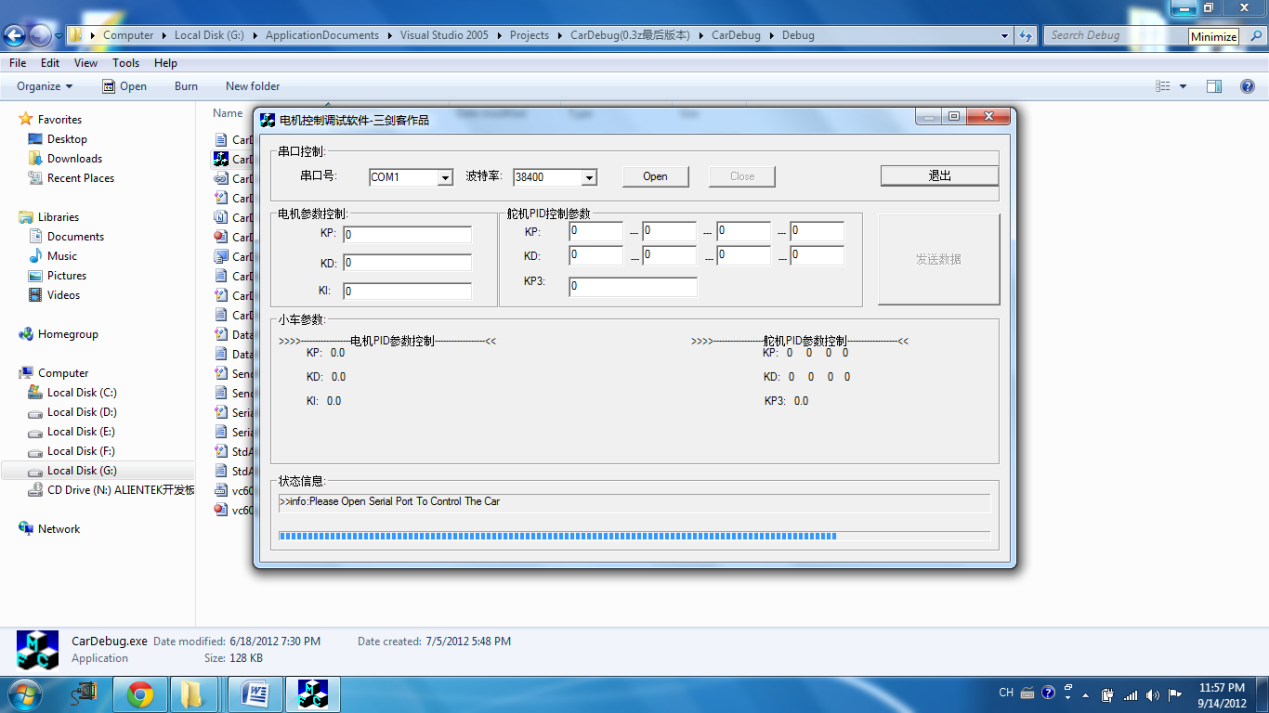 Computer ▸ Local Disk (G:) ▸ ApplicationDocuments ▸ Visual Studio 2005 ▸ Projects ▸ CarDebug(0.3z最后版本) ▸ CarDebug ▸ Debug
Search Debug
Minimize
File Edit View Tools Help
Organize Open Burn New folder
Favorites
Desktop
Downloads
Recent Places
Libraries
Documents
Music
Pictures
Videos
Homegroup
Computer
Local Disk (C:)
Local Disk (D:)
Local Disk (E:)
Local Disk (F:)
Local Disk (G:)
CD Drive (N:) ALIENTEK开发板
Network
Name
电机控制调试软件-三剑客作品
串口控制:
串口号: COM1 波特率: 38400 Open Close 退出
电机参数控制:
KP: 0
KD: 0
KI: 0
舵机PID控制参数
KP: 0 --- 0 --- 0 --- 0
KD: 0 --- 0 --- 0 --- 0
KP3: 0
发送数据
小车参数:
>>>>----------------电机PID参数控制----------------<<
KP: 0.0
KD: 0.0
KI: 0.0
>>>>----------------舵机PID参数控制----------------<<
KP: 0 0 0 0
KD: 0 0 0 0
KP3: 0.0
状态信息:
>>info:Please Open Serial Port To Control The Car
CarDebug.exe Date modified: 6/18/2012 7:30 PM Date created: 7/5/2012 5:48 PM
Application Size: 128 KB
CH
11:57 PM
9/14/2012